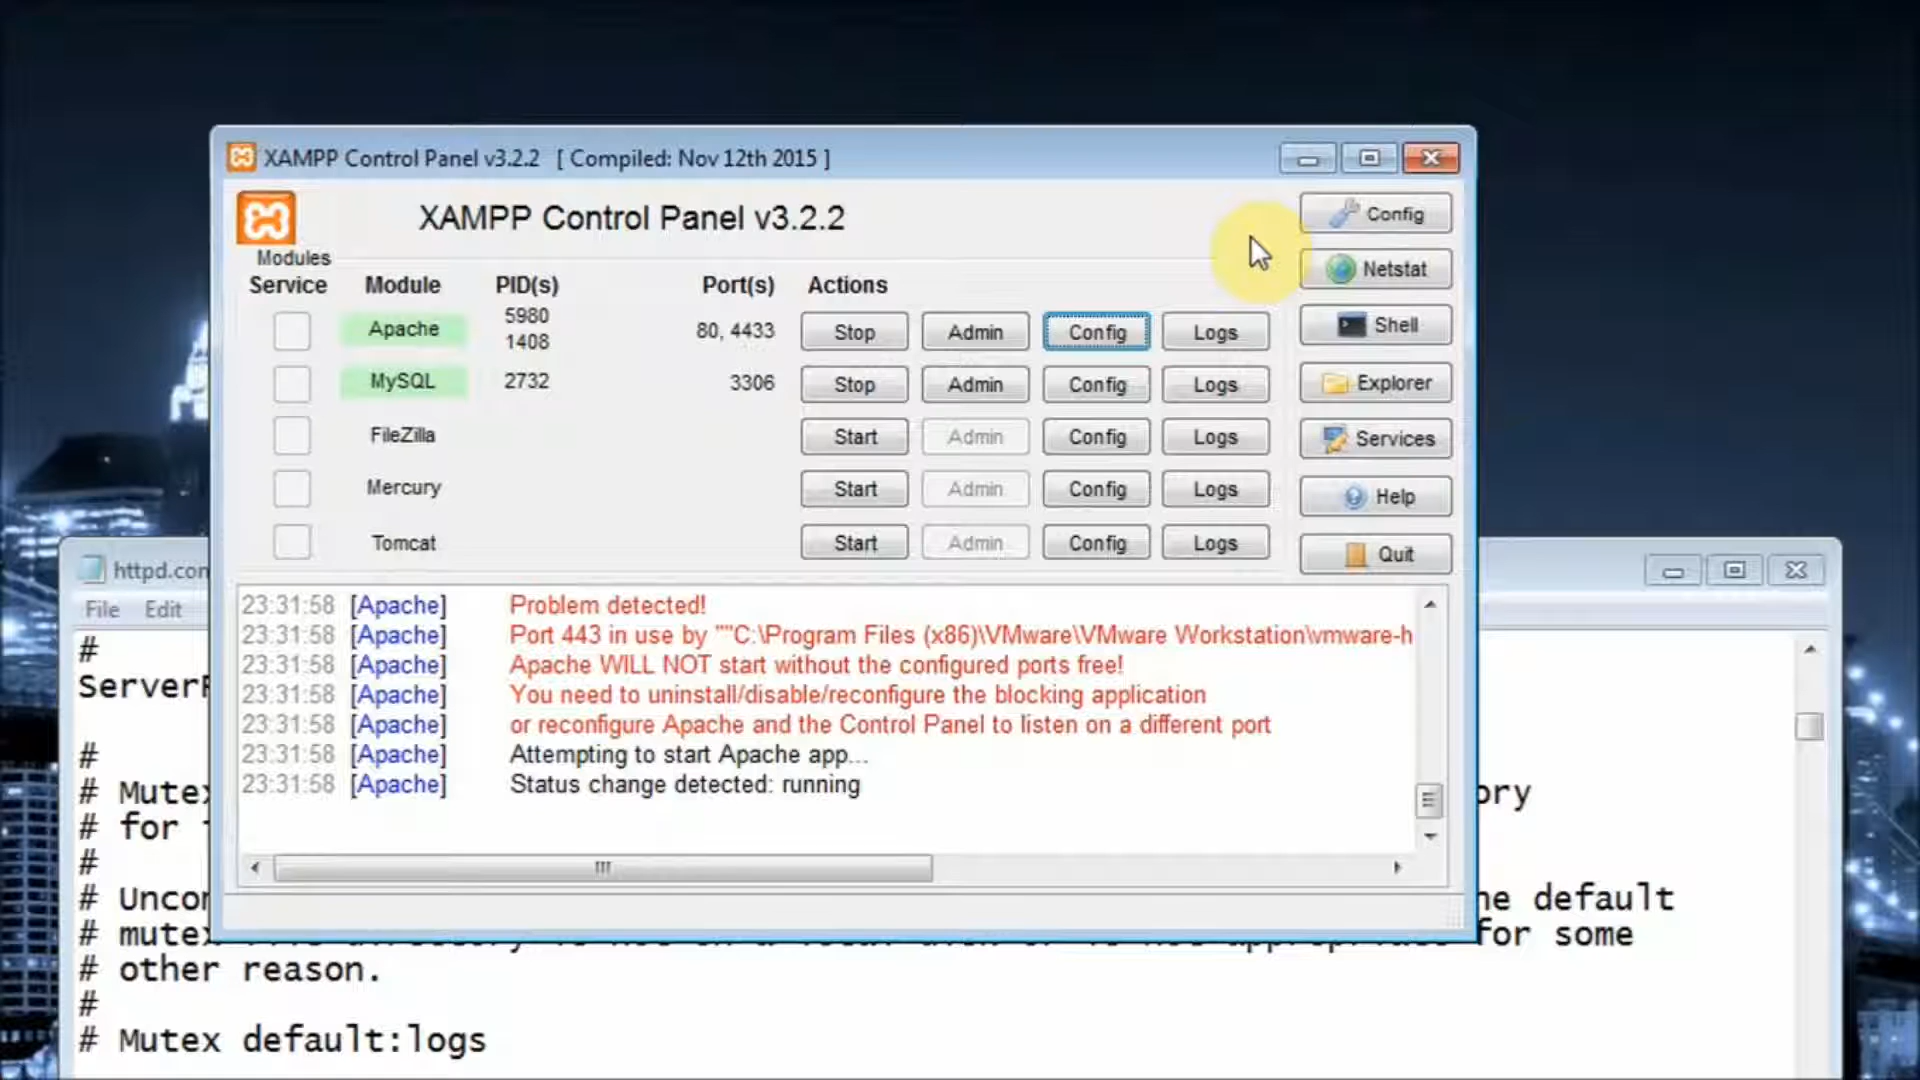 XAMPP Control Panel v3.2.2 [ Compiled: Nov 12th 2015 ]
XAMPP Control Panel v3.2.2
Config
Modules
Service Module PID(s) Port(s) Actions
Netstat
Apache 5980 1408 80, 4433 Stop Admin Config Logs
Shell
MySQL 2732 3306 Stop Admin Config Logs
Explorer
FileZilla Start Admin Config Logs
Services
Mercury Start Admin Config Logs
Help
Tomcat Start Admin Config Logs
Quit
23:31:58 [Apache] Problem detected!
23:31:58 [Apache] Port 443 in use by ""C:\Program Files (x86)\VMware\VMware Workstation\vmware-h
23:31:58 [Apache] Apache WILL NOT start without the configured ports free!
23:31:58 [Apache] You need to uninstall/disable/reconfigure the blocking application
23:31:58 [Apache] or reconfigure Apache and the Control Panel to listen on a different port
23:31:58 [Apache] Attempting to start Apache app...
23:31:58 [Apache] Status change detected: running
httpd.con
File Edit
#
Server
#
# Mutex ory
# for
#
# Uncon he default
# mutex for some
# other reason.
#
# Mutex default:logs